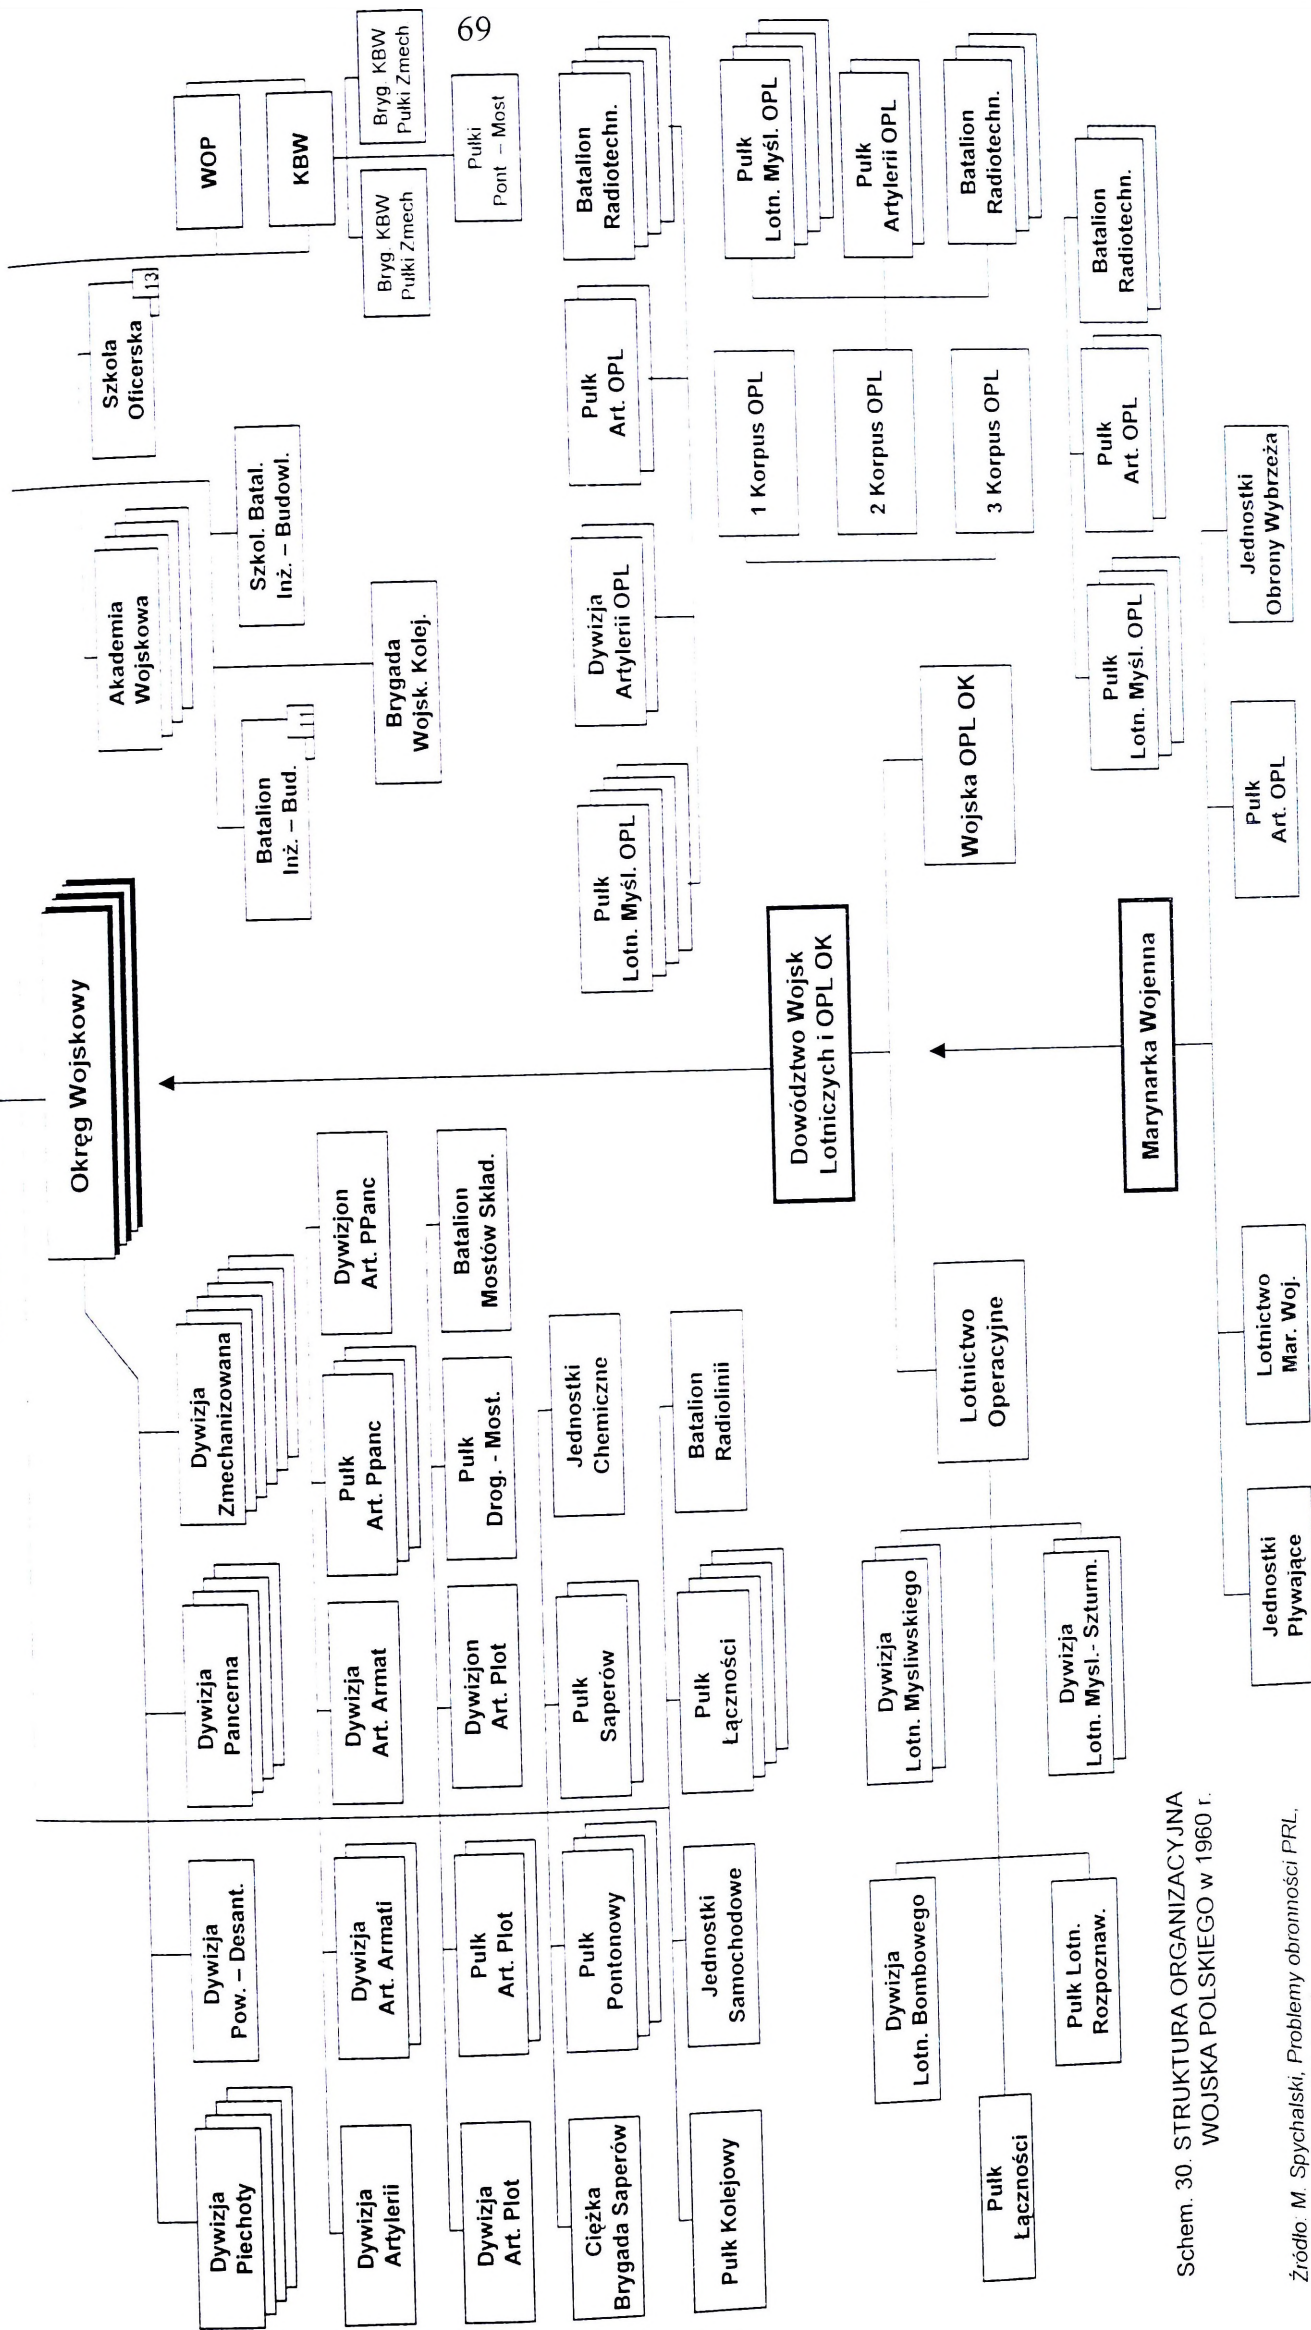 69
Okręg Wojskowy
Akademia
Wojskowa
Szkoła
Oficerska
13
WOP
KBW
Bryg. KBW
Pułki Zmech
Bryg. KBW
Pułki Zmech
Pułki
Pont – Most
Batalion
Inż. – Bud.
11
Szkol. Batal.
Inż. – Budowl.
Brygada
Wojsk. Kolej.
Dywizja
Piechoty
Dywizja
Pow. – Desant.
Dywizja
Pancerna
Dywizja
Zmechanizowana
Dywizja
Artylerii
Dywizja
Art. Armati
Dywizja
Art. Armat
Pułk
Art. Ppanc
Dywizjon
Art. PPanc
Dywizja
Art. Plot
Pułk
Art. Plot
Dywizjon
Art. Plot
Pułk
Drog. - Most.
Batalion
Mostów Skład.
Ciężka
Brygada Saperów
Pułk
Pontonowy
Pułk
Saperów
Jednostki
Chemiczne
Pułk Kolejowy
Jednostki
Samochodowe
Pułk
Łączności
Batalion
Radiolinii
Pułk
Lotn. Myśl. OPL
Dywizja
Artylerii OPL
Pułk
Art. OPL
Batalion
Radiotechn.
Dowództwo Wojsk
Lotniczych i OPL OK
1 Korpus OPL
2 Korpus OPL
3 Korpus OPL
Pułk
Lotn. Myśl. OPL
Pułk
Artylerii OPL
Batalion
Radiotechn.
Lotnictwo
Operacyjne
Wojska OPL OK
Dywizja
Lotn. Bombowego
Dywizja
Lotn. Mysliwskiego
Pułk
Łączności
Pułk Lotn.
Rozpoznaw.
Dywizja
Lotn. Mysl.- Szturm.
Pułk
Lotn. Myśl. OPL
Pułk
Art. OPL
Batalion
Radiotechn.
Marynarka Wojenna
Jednostki
Pływające
Lotnictwo
Mar. Woj.
Pułk
Art. OPL
Jednostki
Obrony Wybrzeża
Schem. 30. STRUKTURA ORGANIZACYJNA
WOJSKA POLSKIEGO w 1960 r.
Źródło: M. Spychalski, Problemy obronności PRL,